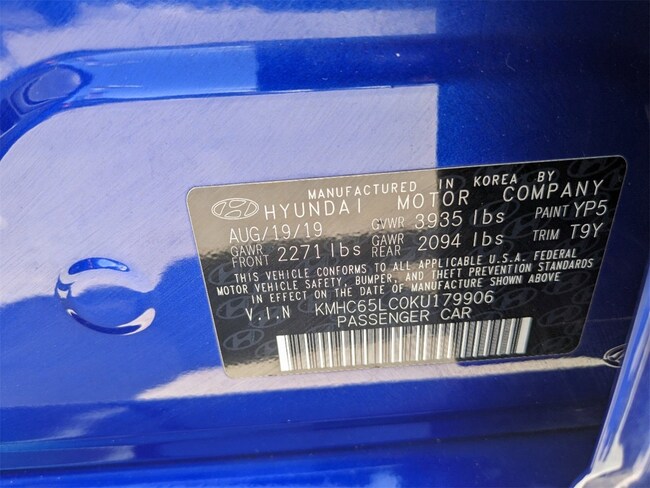 MANUFACTURED IN KOREA BY
HYUNDAI MOTOR COMPANY
AUG/19/19 GVWR 3935 lbs PAINT YP5
GAWR FRONT 2271 lbs GAWR REAR 2094 lbs TRIM T9Y
THIS VEHICLE CONFORMS TO ALL APPLICABLE U.S.A. FEDERAL
MOTOR VEHICLE SAFETY, BUMPER, AND THEFT PREVENTION STANDARDS
IN EFFECT ON THE DATE OF MANUFACTURE SHOWN ABOVE
V.I.N KMHC65LC0KU179906
PASSENGER CAR